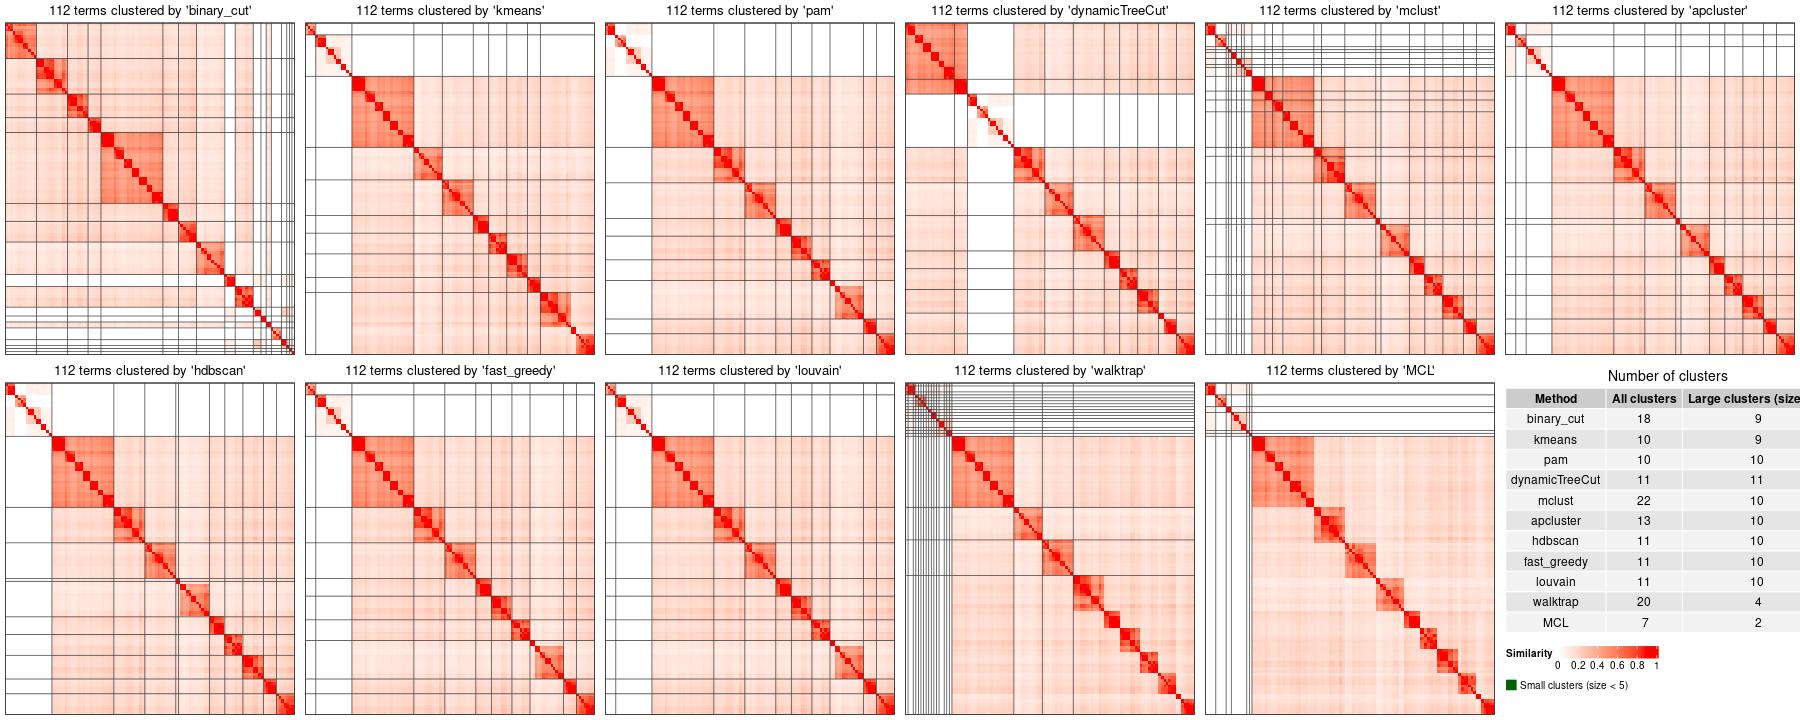 112 terms clustered by 'binary_cut'
112 terms clustered by 'kmeans'
112 terms clustered by 'pam'
112 terms clustered by 'dynamicTreeCut'
112 terms clustered by 'mclust'
112 terms clustered by 'apcluster'
112 terms clustered by 'hdbscan'
112 terms clustered by 'fast_greedy'
112 terms clustered by 'louvain'
112 terms clustered by 'walktrap'
112 terms clustered by 'MCL'
Number of clusters
Method All clusters Large clusters (size
binary_cut 18 9
kmeans 10 9
pam 10 10
dynamicTreeCut 11 11
mclust 22 10
apcluster 13 10
hdbscan 11 10
fast_greedy 11 10
louvain 11 10
walktrap 20 4
MCL 7 2
Similarity
0 0.2 0.4 0.6 0.8 1
Small clusters (size < 5)